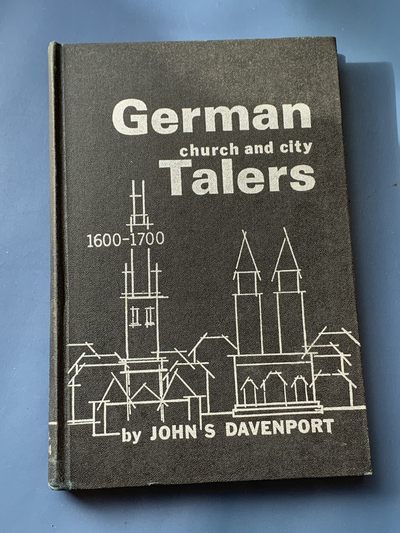 German
church and city
Talers
1600-1700
by JOHN S DAVENPORT